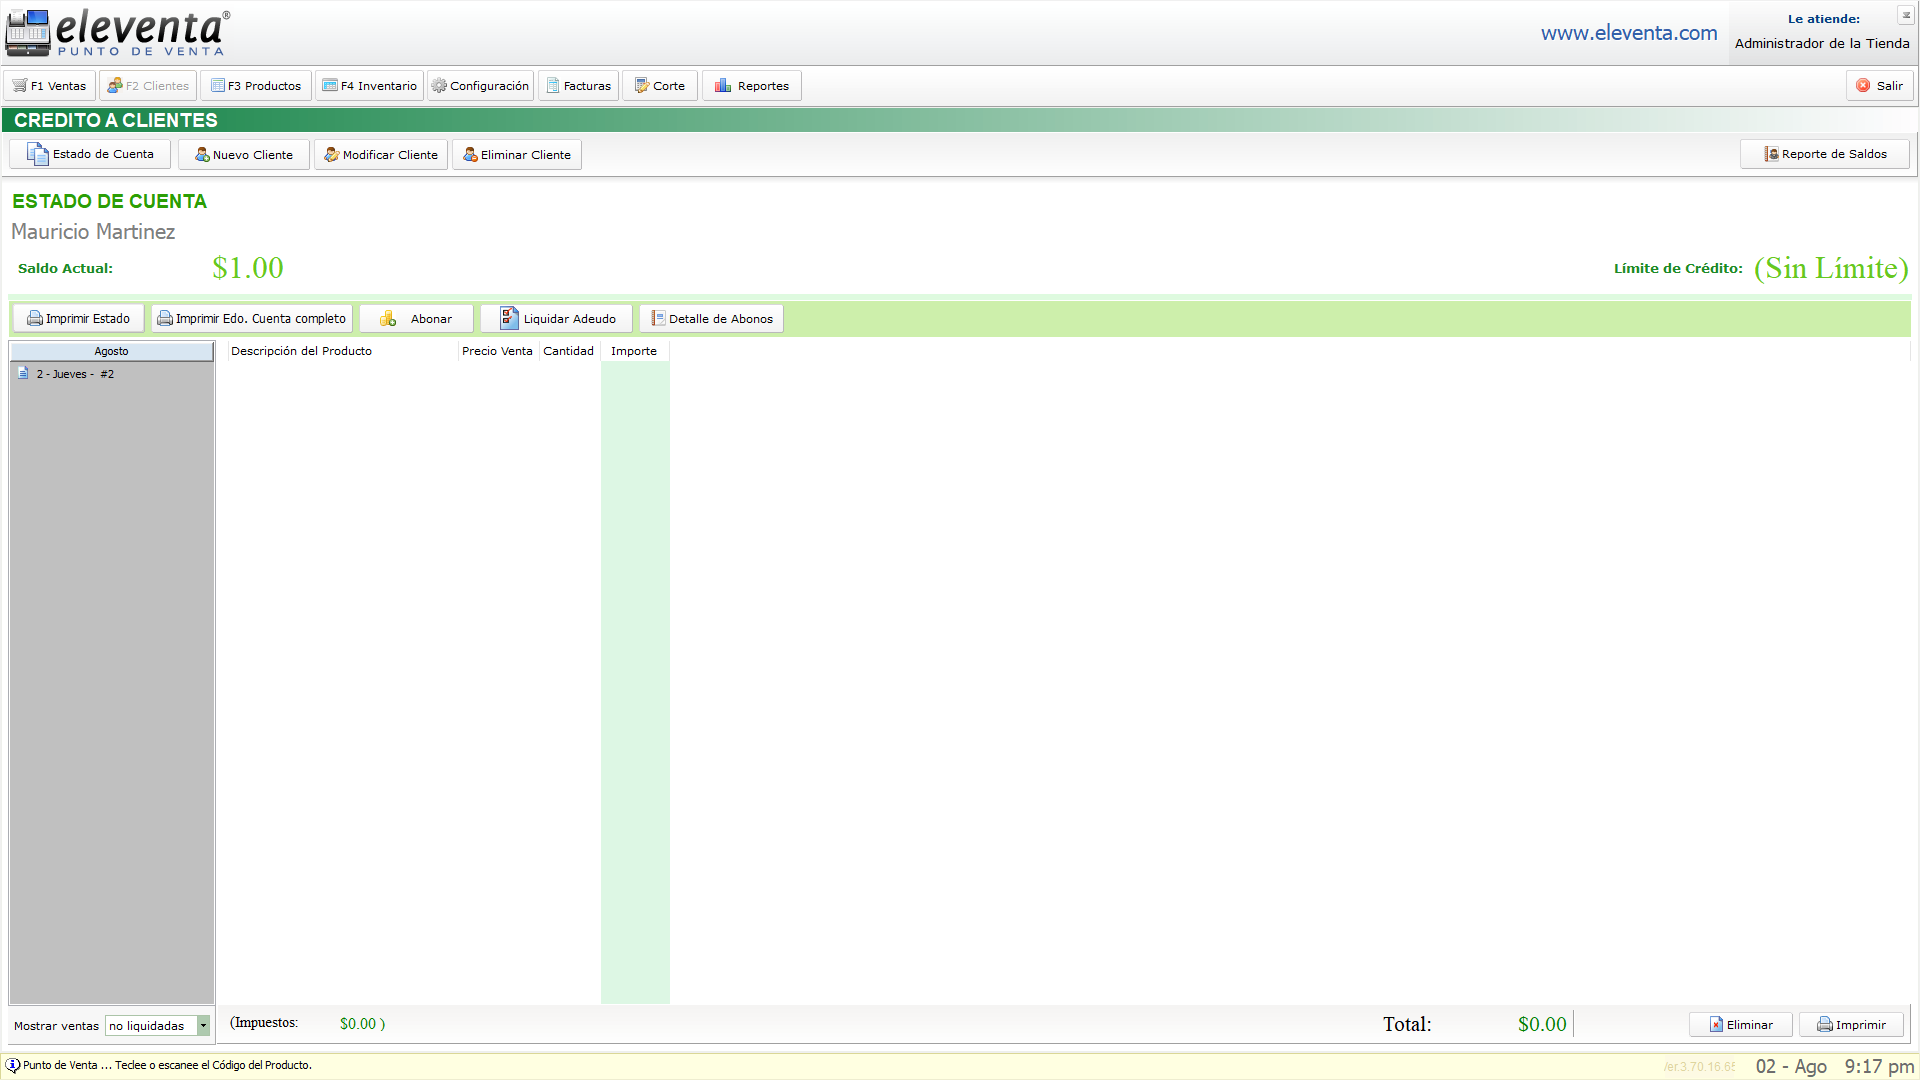 eleventa®
PUNTO DE VENTA
www.eleventa.com
Le atiende:
Administrador de la Tienda
F1 Ventas
F2 Clientes
F3 Productos
F4 Inventario
Configuración
Facturas
Corte
Reportes
Salir
CREDITO A CLIENTES
Estado de Cuenta
Nuevo Cliente
Modificar Cliente
Eliminar Cliente
Reporte de Saldos
ESTADO DE CUENTA
Mauricio Martinez
Saldo Actual: $1.00
Límite de Crédito: (Sin Límite)
Imprimir Estado
Imprimir Edo. Cuenta completo
Abonar
Liquidar Adeudo
Detalle de Abonos
Agosto
Descripción del Producto
Precio Venta
Cantidad
Importe
2 - Jueves - #2
Mostrar ventas no liquidadas
(Impuestos: $0.00 )
Total: $0.00
Eliminar
Imprimir
Punto de Venta ... Teclee o escanee el Código del Producto.
02 - Ago
9:17 pm